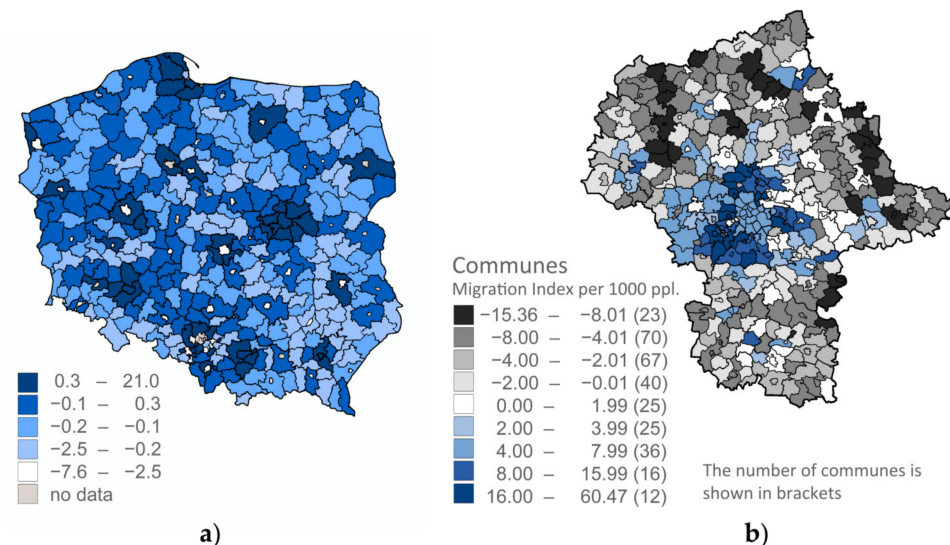 0.3 – 21.0
−0.1 – 0.3
−0.2 – −0.1
−2.5 – −0.2
−7.6 – −2.5
no data
a)
Communes
Migration Index per 1000 ppl.
−15.36 – −8.01 (23)
−8.00 – −4.01 (70)
−4.00 – −2.01 (67)
−2.00 – −0.01 (40)
0.00 – 1.99 (25)
2.00 – 3.99 (25)
4.00 – 7.99 (36)
8.00 – 15.99 (16)
16.00 – 60.47 (12)
The number of communes is
shown in brackets
b)